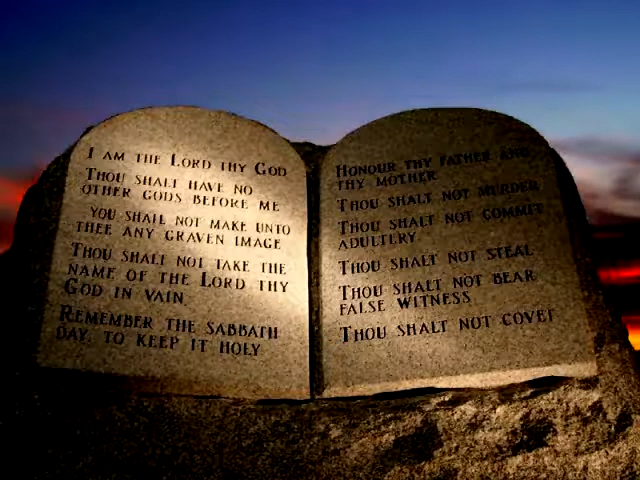 I AM THE LORD THY GOD
THOU SHALT HAVE NO
OTHER GODS BEFORE ME
YOU SHALL NOT MAKE UNTO
THEE ANY GRAVEN IMAGE
THOU SHALL NOT TAKE THE
NAME OF THE LORD THY
GOD IN VAIN.
REMEMBER THE SABBATH
DAY, TO KEEP IT HOLY
HONOUR THY FATHER AND
THY MOTHER
THOU SHALT NOT MURDER
THOU SHALT NOT COMMIT
ADULTERY
THOU SHALT NOT STEAL
THOU SHALT NOT BEAR
FALSE WITNESS
THOU SHALT NOT COVET